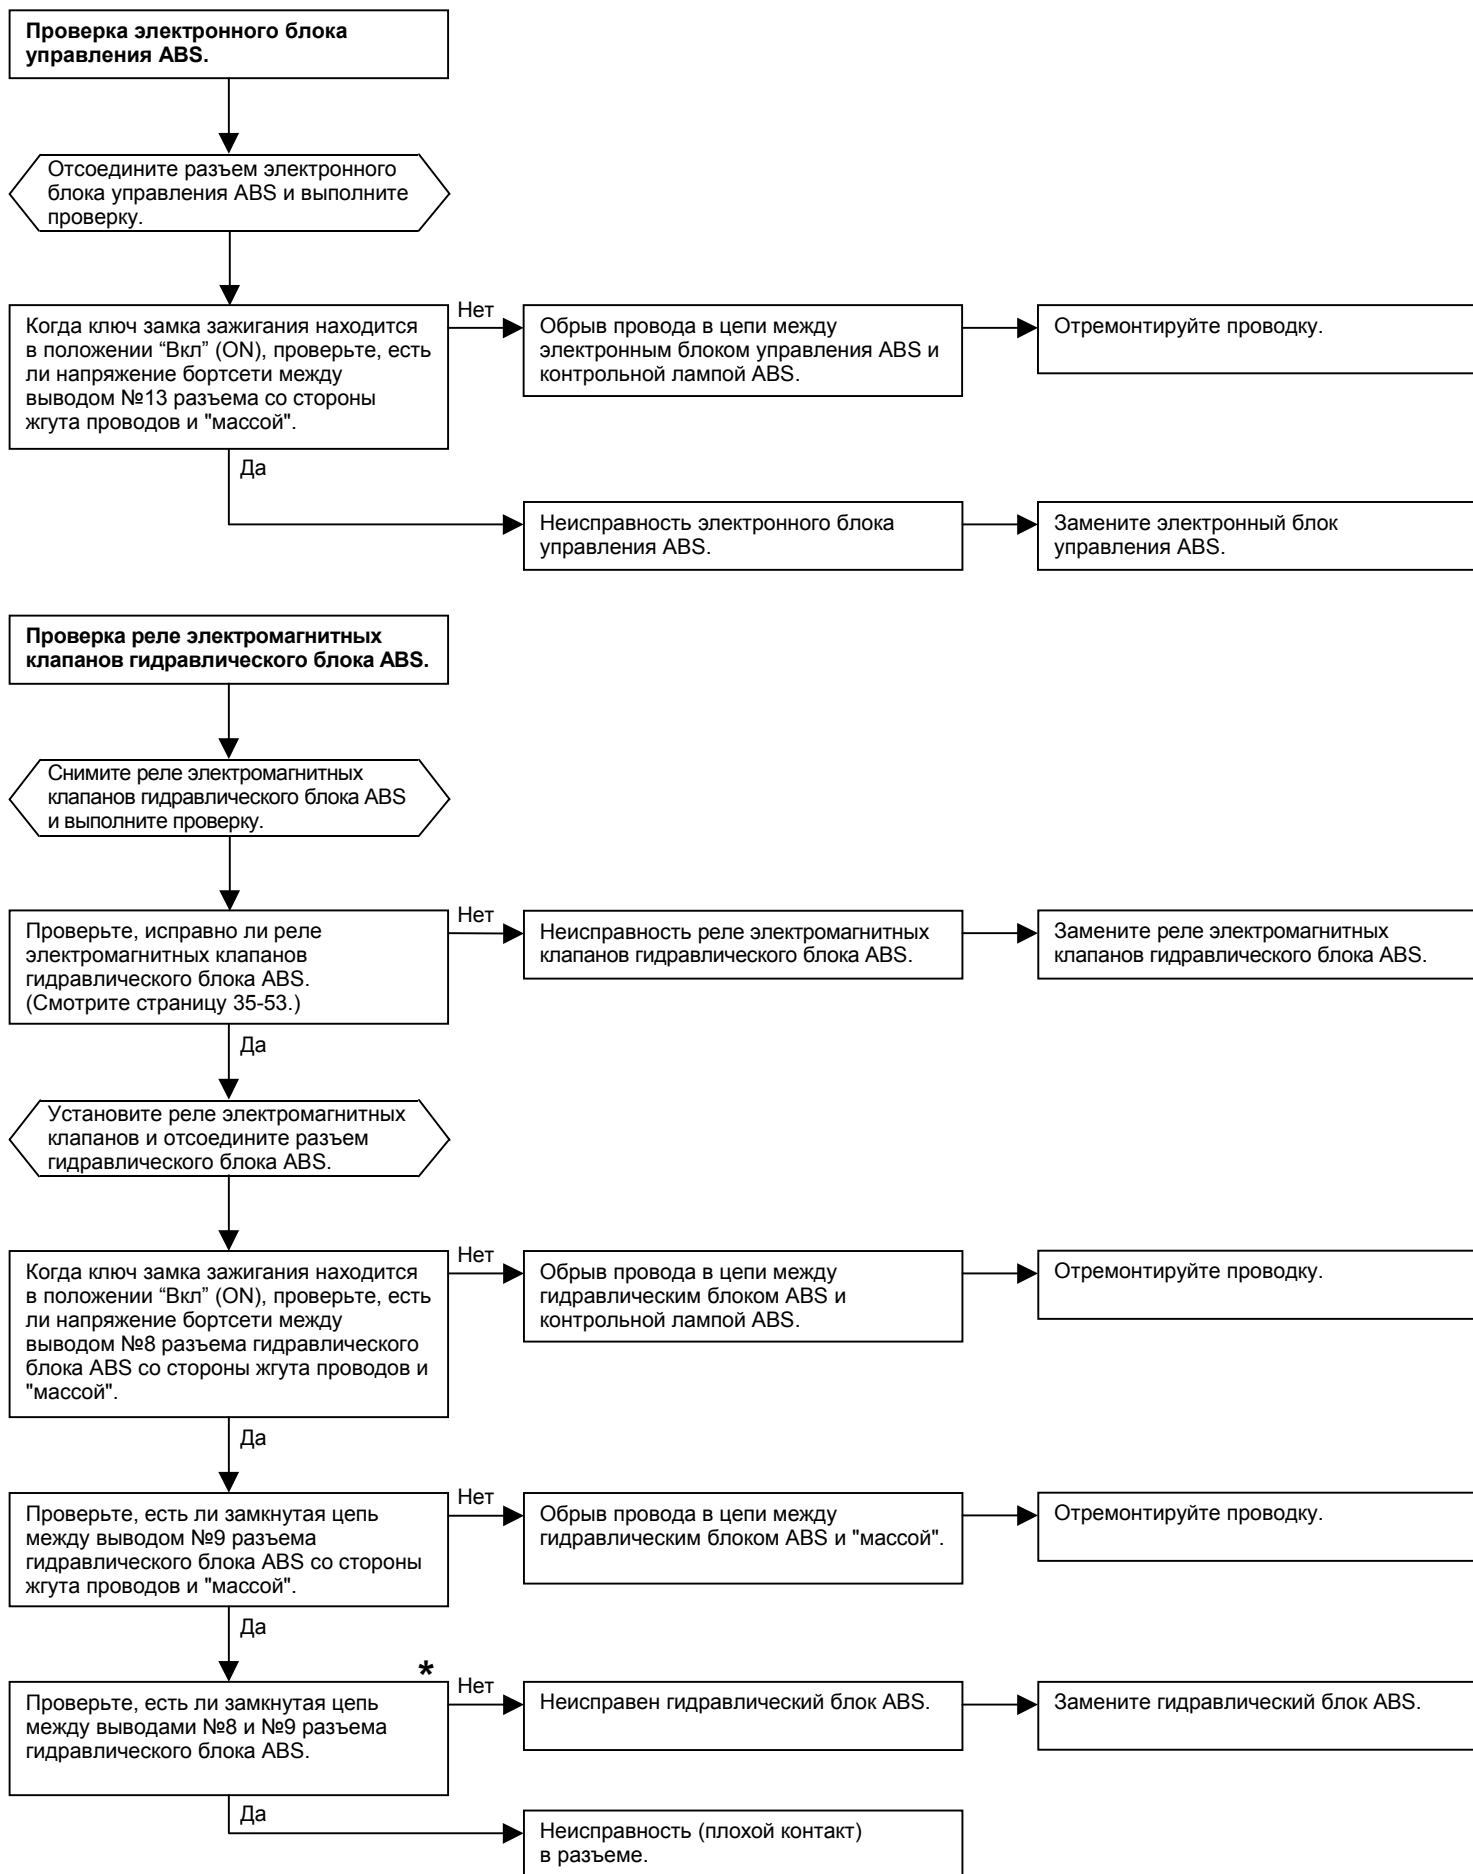 Проверка электронного блока
управления ABS.
Отсоедините разъем электронного
блока управления ABS и выполните
проверку.
Когда ключ замка зажигания находится
в положении “Вкл” (ON), проверьте, есть
ли напряжение бортсети между
выводом №13 разъема со стороны
жгута проводов и "массой".
Нет
Обрыв провода в цепи между
электронным блоком управления ABS и
контрольной лампой ABS.
Отремонтируйте проводку.
Да
Неисправность электронного блока
управления ABS.
Замените электронный блок
управления ABS.
Проверка реле электромагнитных
клапанов гидравлического блока ABS.
Снимите реле электромагнитных
клапанов гидравлического блока ABS
и выполните проверку.
Проверьте, исправно ли реле
электромагнитных клапанов
гидравлического блока ABS.
(Смотрите страницу 35-53.)
Нет
Неисправность реле электромагнитных
клапанов гидравлического блока ABS.
Замените реле электромагнитных
клапанов гидравлического блока ABS.
Да
Установите реле электромагнитных
клапанов и отсоедините разъем
гидравлического блока ABS.
Когда ключ замка зажигания находится
в положении “Вкл” (ON), проверьте, есть
ли напряжение бортсети между
выводом №8 разъема гидравлического
блока ABS со стороны жгута проводов и
"массой".
Нет
Обрыв провода в цепи между
гидравлическим блоком ABS и
контрольной лампой ABS.
Отремонтируйте проводку.
Да
Проверьте, есть ли замкнутая цепь
между выводом №9 разъема
гидравлического блока ABS со стороны
жгута проводов и "массой".
Нет
Обрыв провода в цепи между
гидравлическим блоком ABS и "массой".
Отремонтируйте проводку.
Да
*
Проверьте, есть ли замкнутая цепь
между выводами №8 и №9 разъема
гидравлического блока ABS.
Нет
Неисправен гидравлический блок ABS.
Замените гидравлический блок ABS.
Да
Неисправность (плохой контакт)
в разъеме.